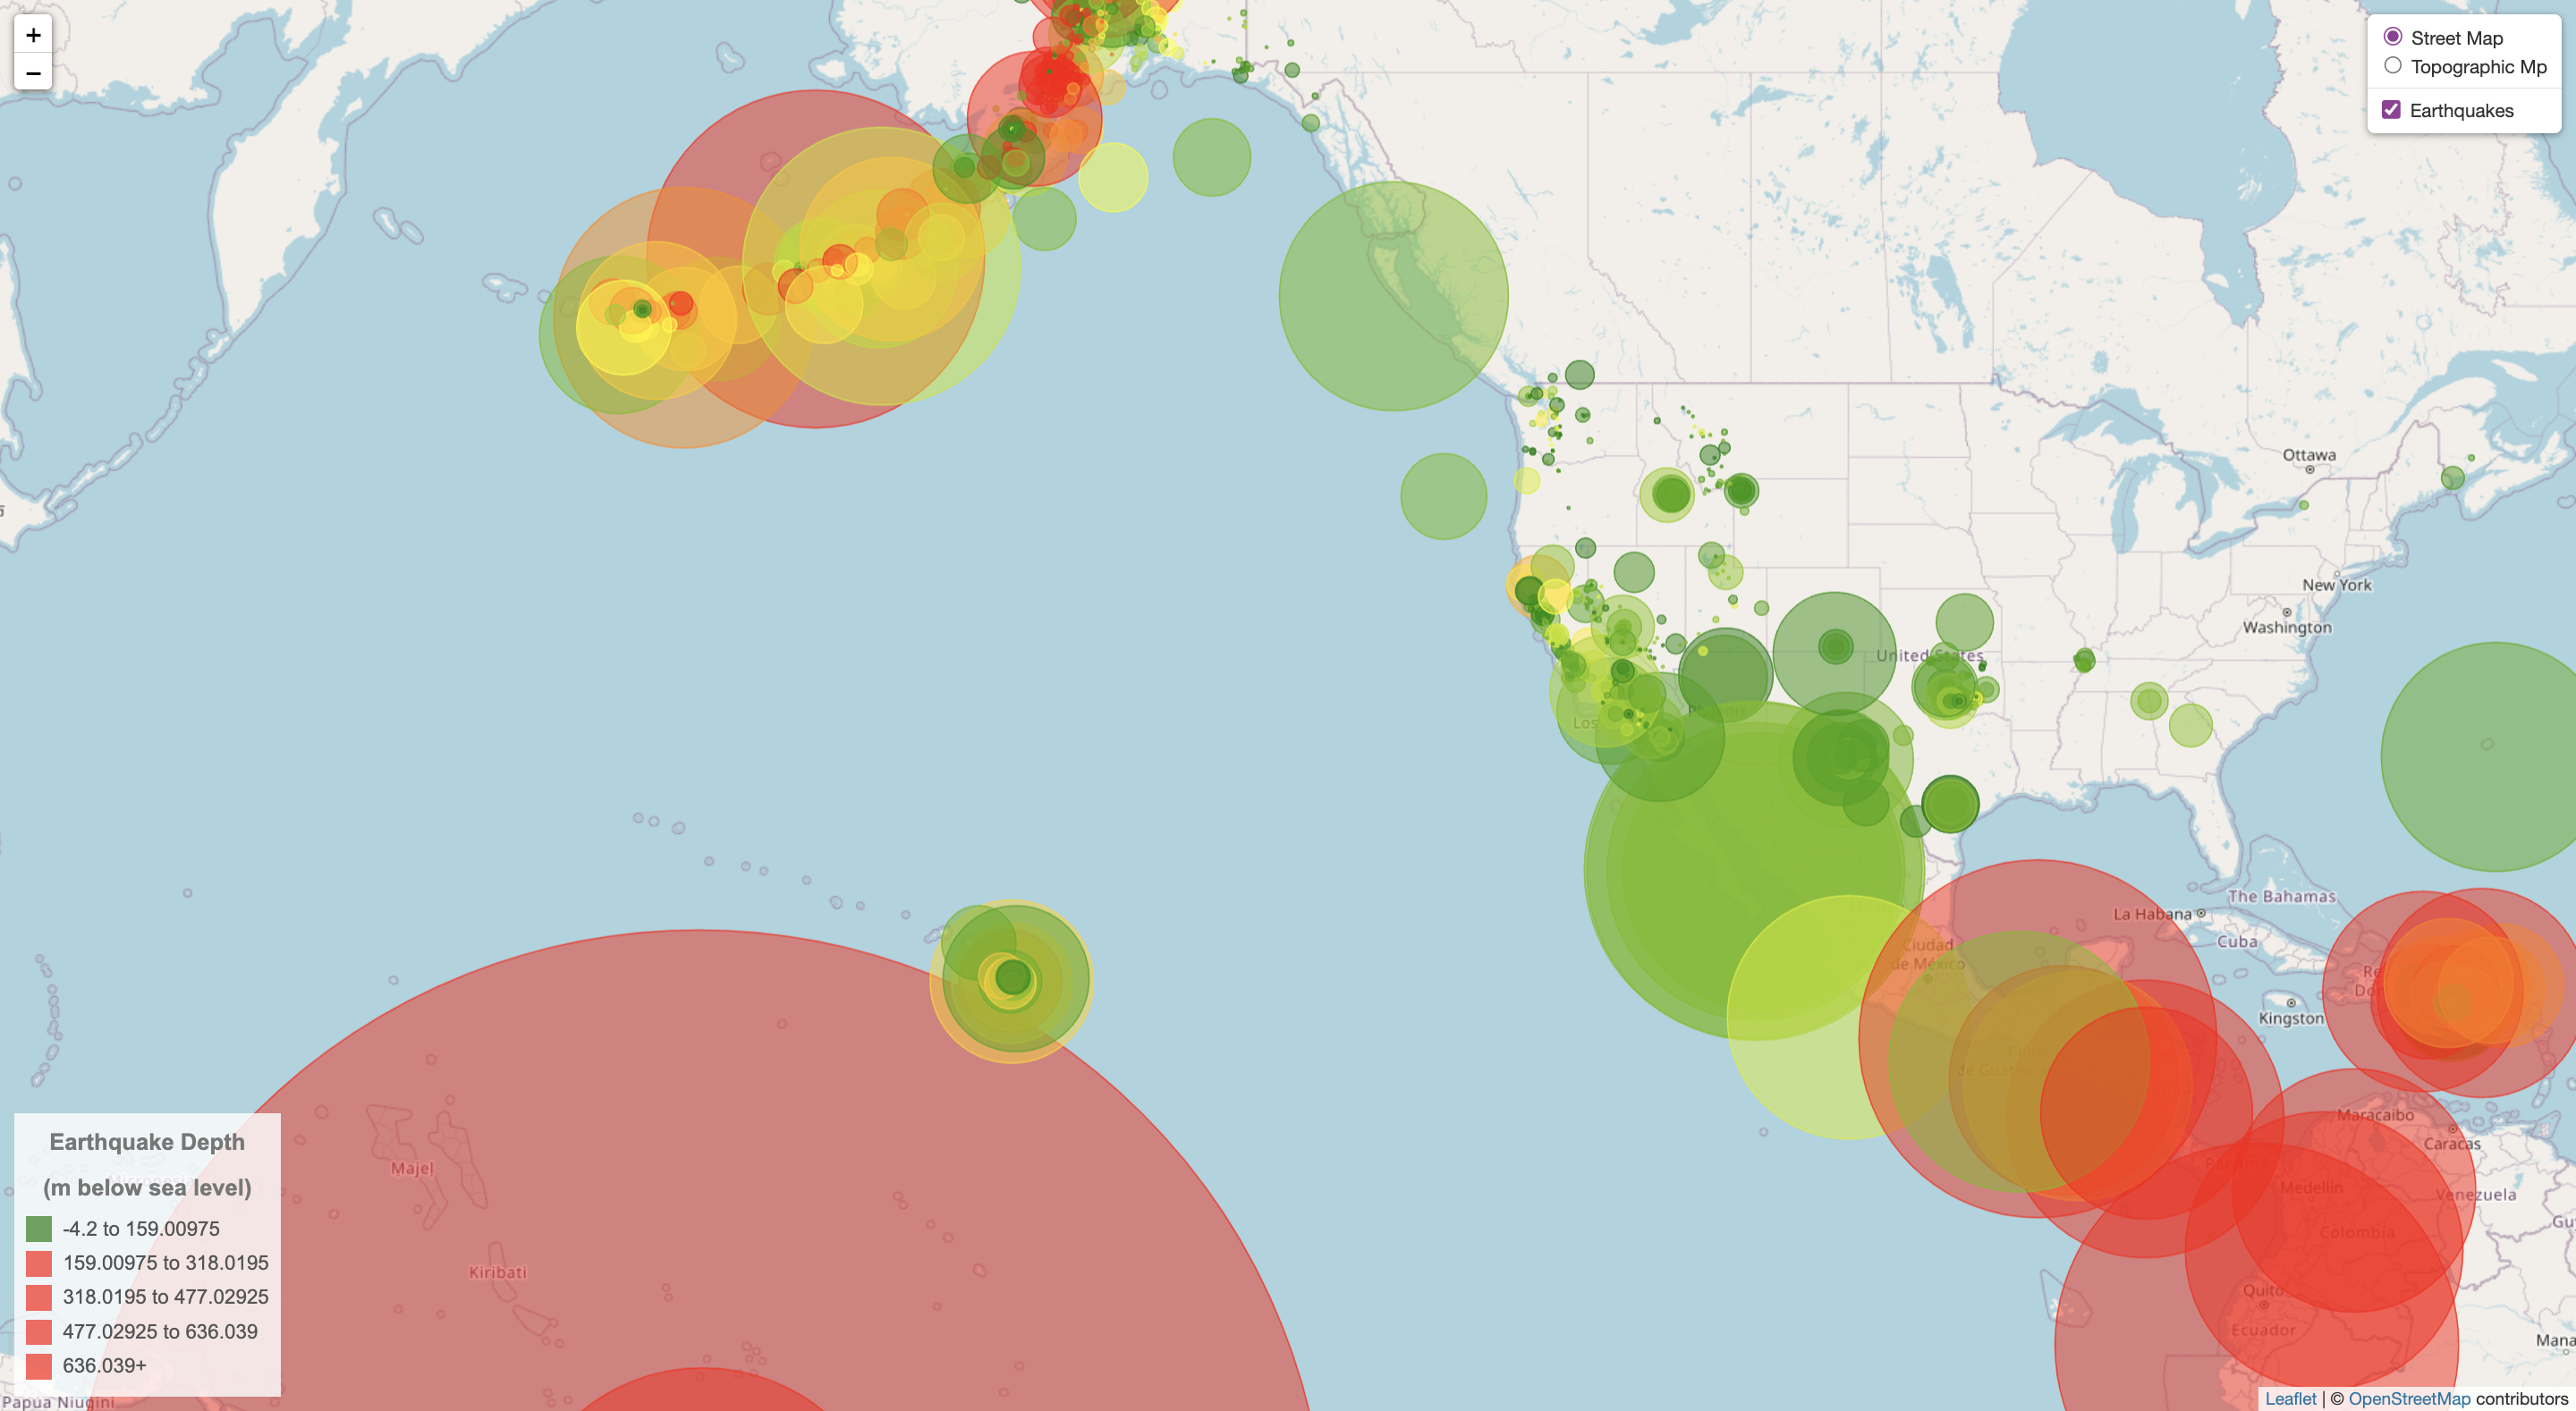 +
−
Street Map
Topographic Mp
Earthquakes
Ottawa
New York
Washington
United States
Los
The Bahamas
La Habana
Cuba
Ciudad
de México
Kingston
Maracaibo
Caracas
Medellín
Venezuela
Colombia
Quito
Ecuador
Majeļ
Kiribati
Earthquake Depth
(m below sea level)
-4.2 to 159.00975
159.00975 to 318.0195
318.0195 to 477.02925
477.02925 to 636.039
636.039+
Papua Niugini
Leaflet | © OpenStreetMap contributors